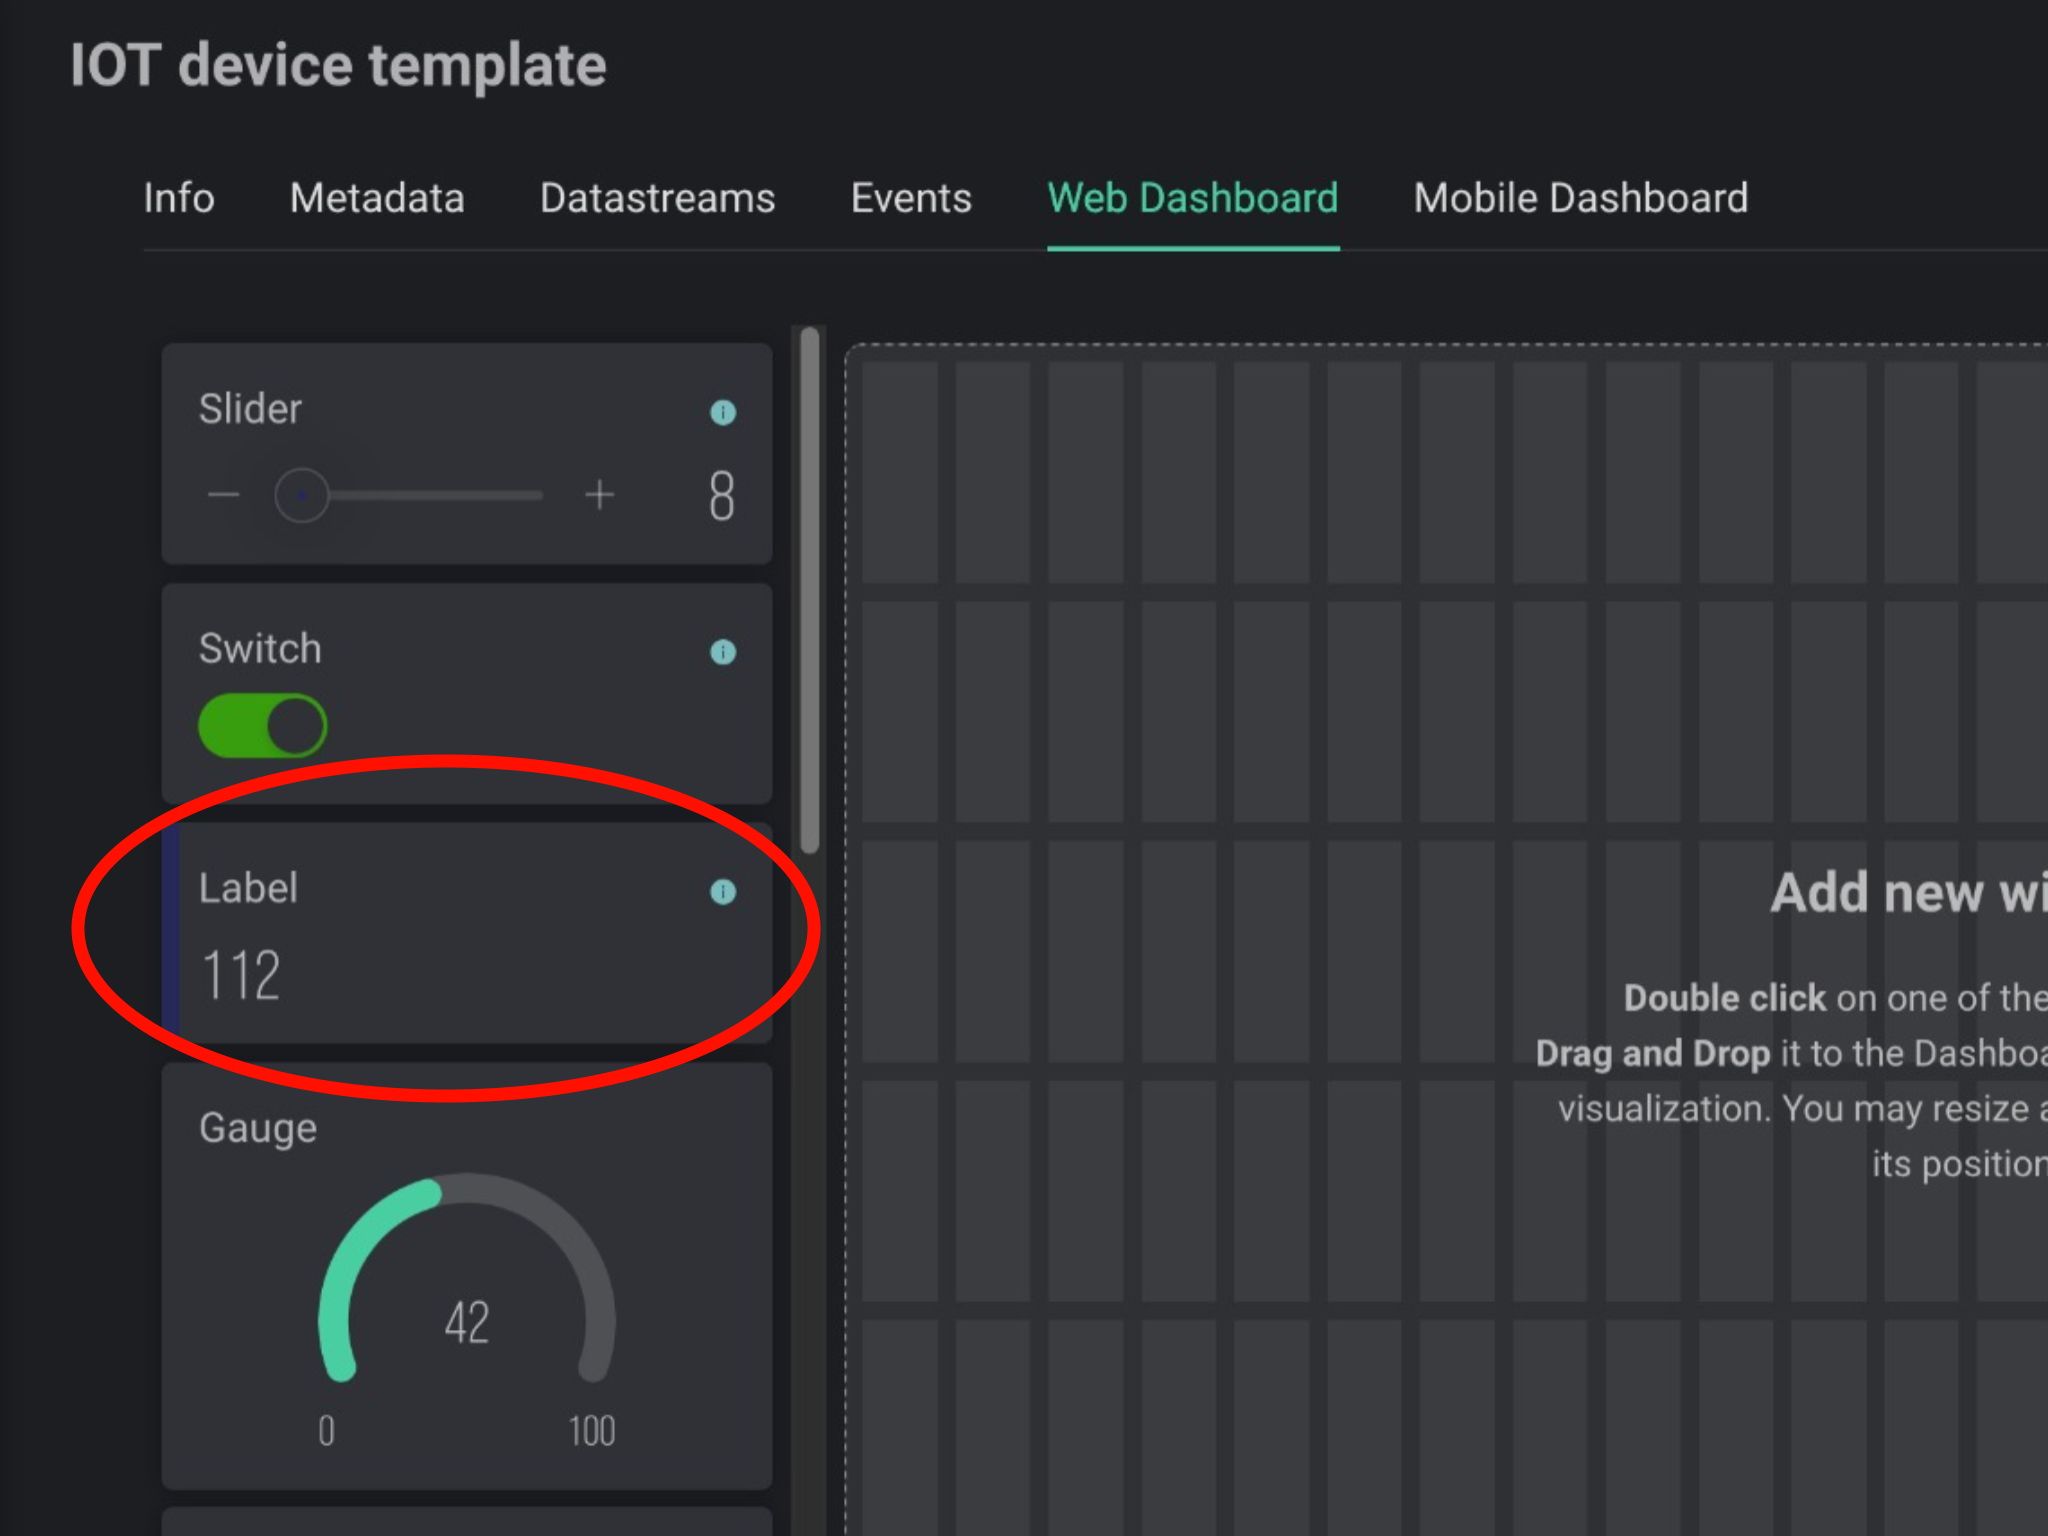 IOT device template
Info Metadata Datastreams Events Web Dashboard Mobile Dashboard
Slider
8
Switch
Label
112
Gauge
42
0 100
Add new
Double click on one of the
Drag and Drop it to the
visualization. You may resize
its position